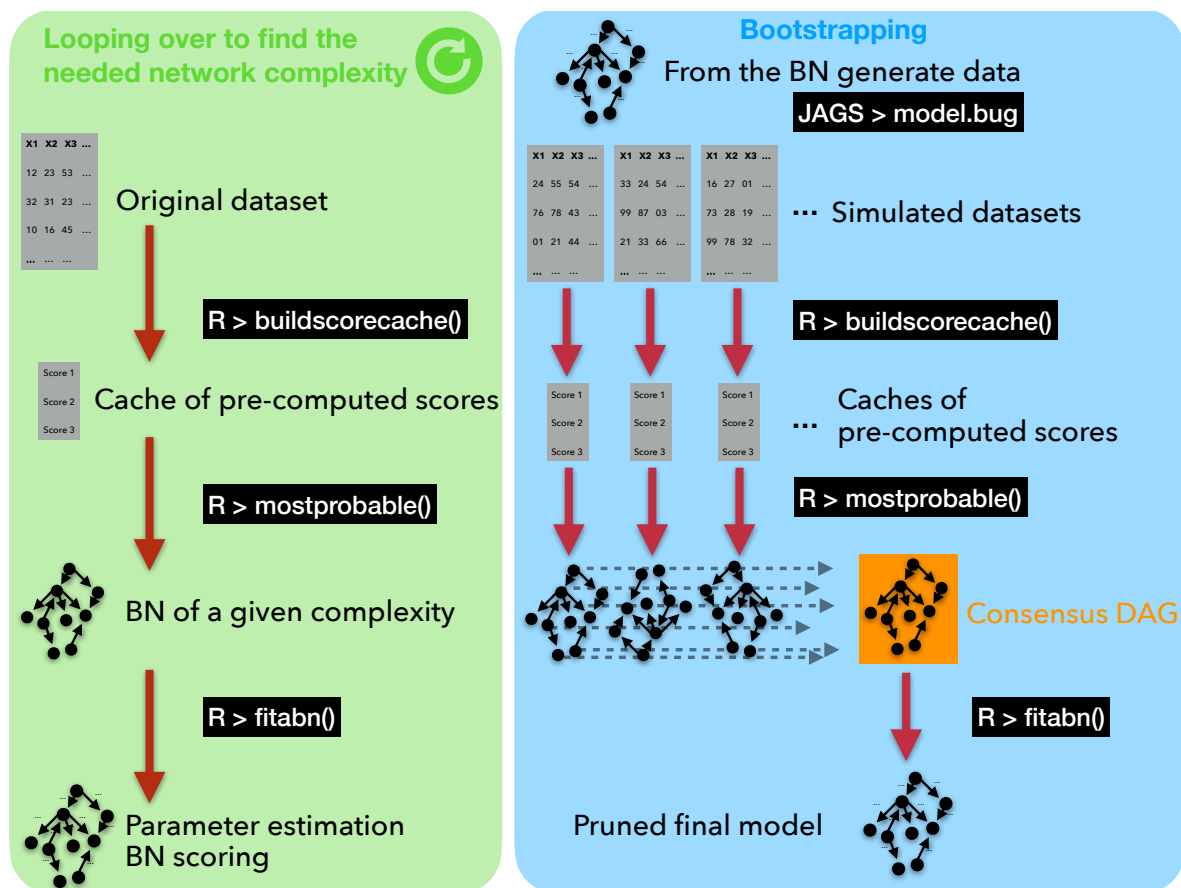 Looping over to find the
needed network complexity
X1 X2 X3 ...
12 23 53 ...
32 31 23 ...
10 16 45 ...
... ... ...
Original dataset
R > buildscorecache()
Score 1
Score 2
Score 3
Cache of pre-computed scores
R > mostprobable()
BN of a given complexity
R > fitabn()
Parameter estimation
BN scoring
Bootstrapping
From the BN generate data
JAGS > model.bug
X1 X2 X3 ...
24 55 54 ...
76 78 43 ...
01 21 44 ...
... ... ...
X1 X2 X3 ...
33 24 54 ...
99 87 03 ...
21 33 66 ...
... ... ...
X1 X2 X3 ...
16 27 01 ...
73 28 19 ...
99 78 32 ...
... ... ...
... Simulated datasets
R > buildscorecache()
Score 1
Score 2
Score 3
Score 1
Score 2
Score 3
Score 1
Score 2
Score 3
... Caches of
pre-computed scores
R > mostprobable()
Consensus DAG
R > fitabn()
Pruned final model